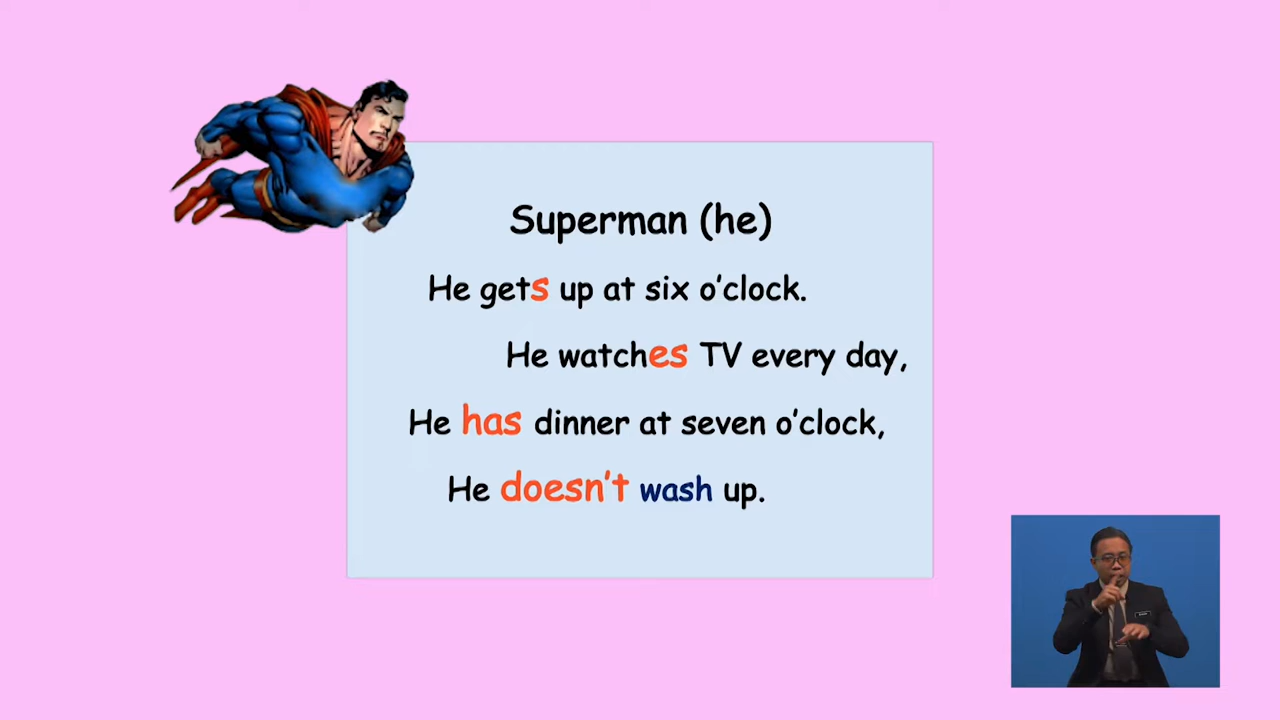 Superman (he)
He gets up at six o’clock.
He watches TV every day,
He has dinner at seven o’clock,
He doesn’t wash up.